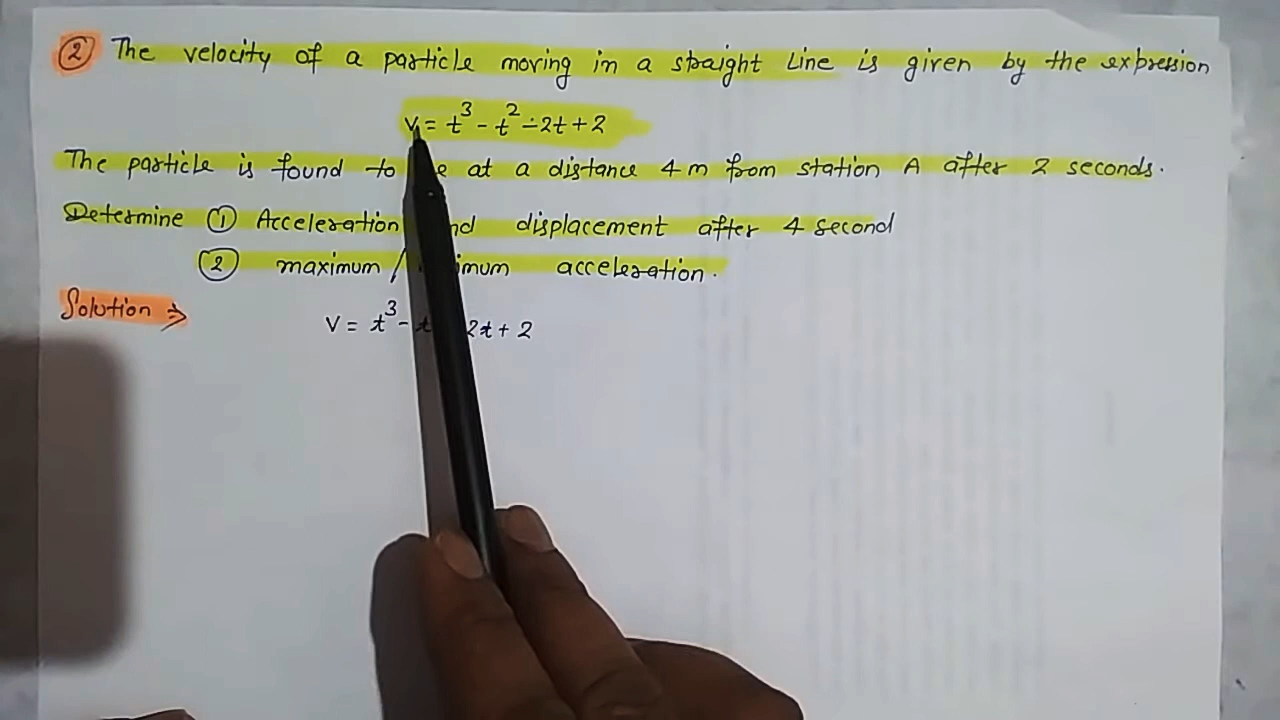 ② The velocity of a particle moving in a straight Line is given by the expression
v = t³ - t² - 2t + 2
The particle is found to at a distance 4 m from station A after 2 seconds.
Determine ① Acceleration displacement after 4 second
② maximum / acceleration.
Solution ⇒ v = t³ - 2t + 2